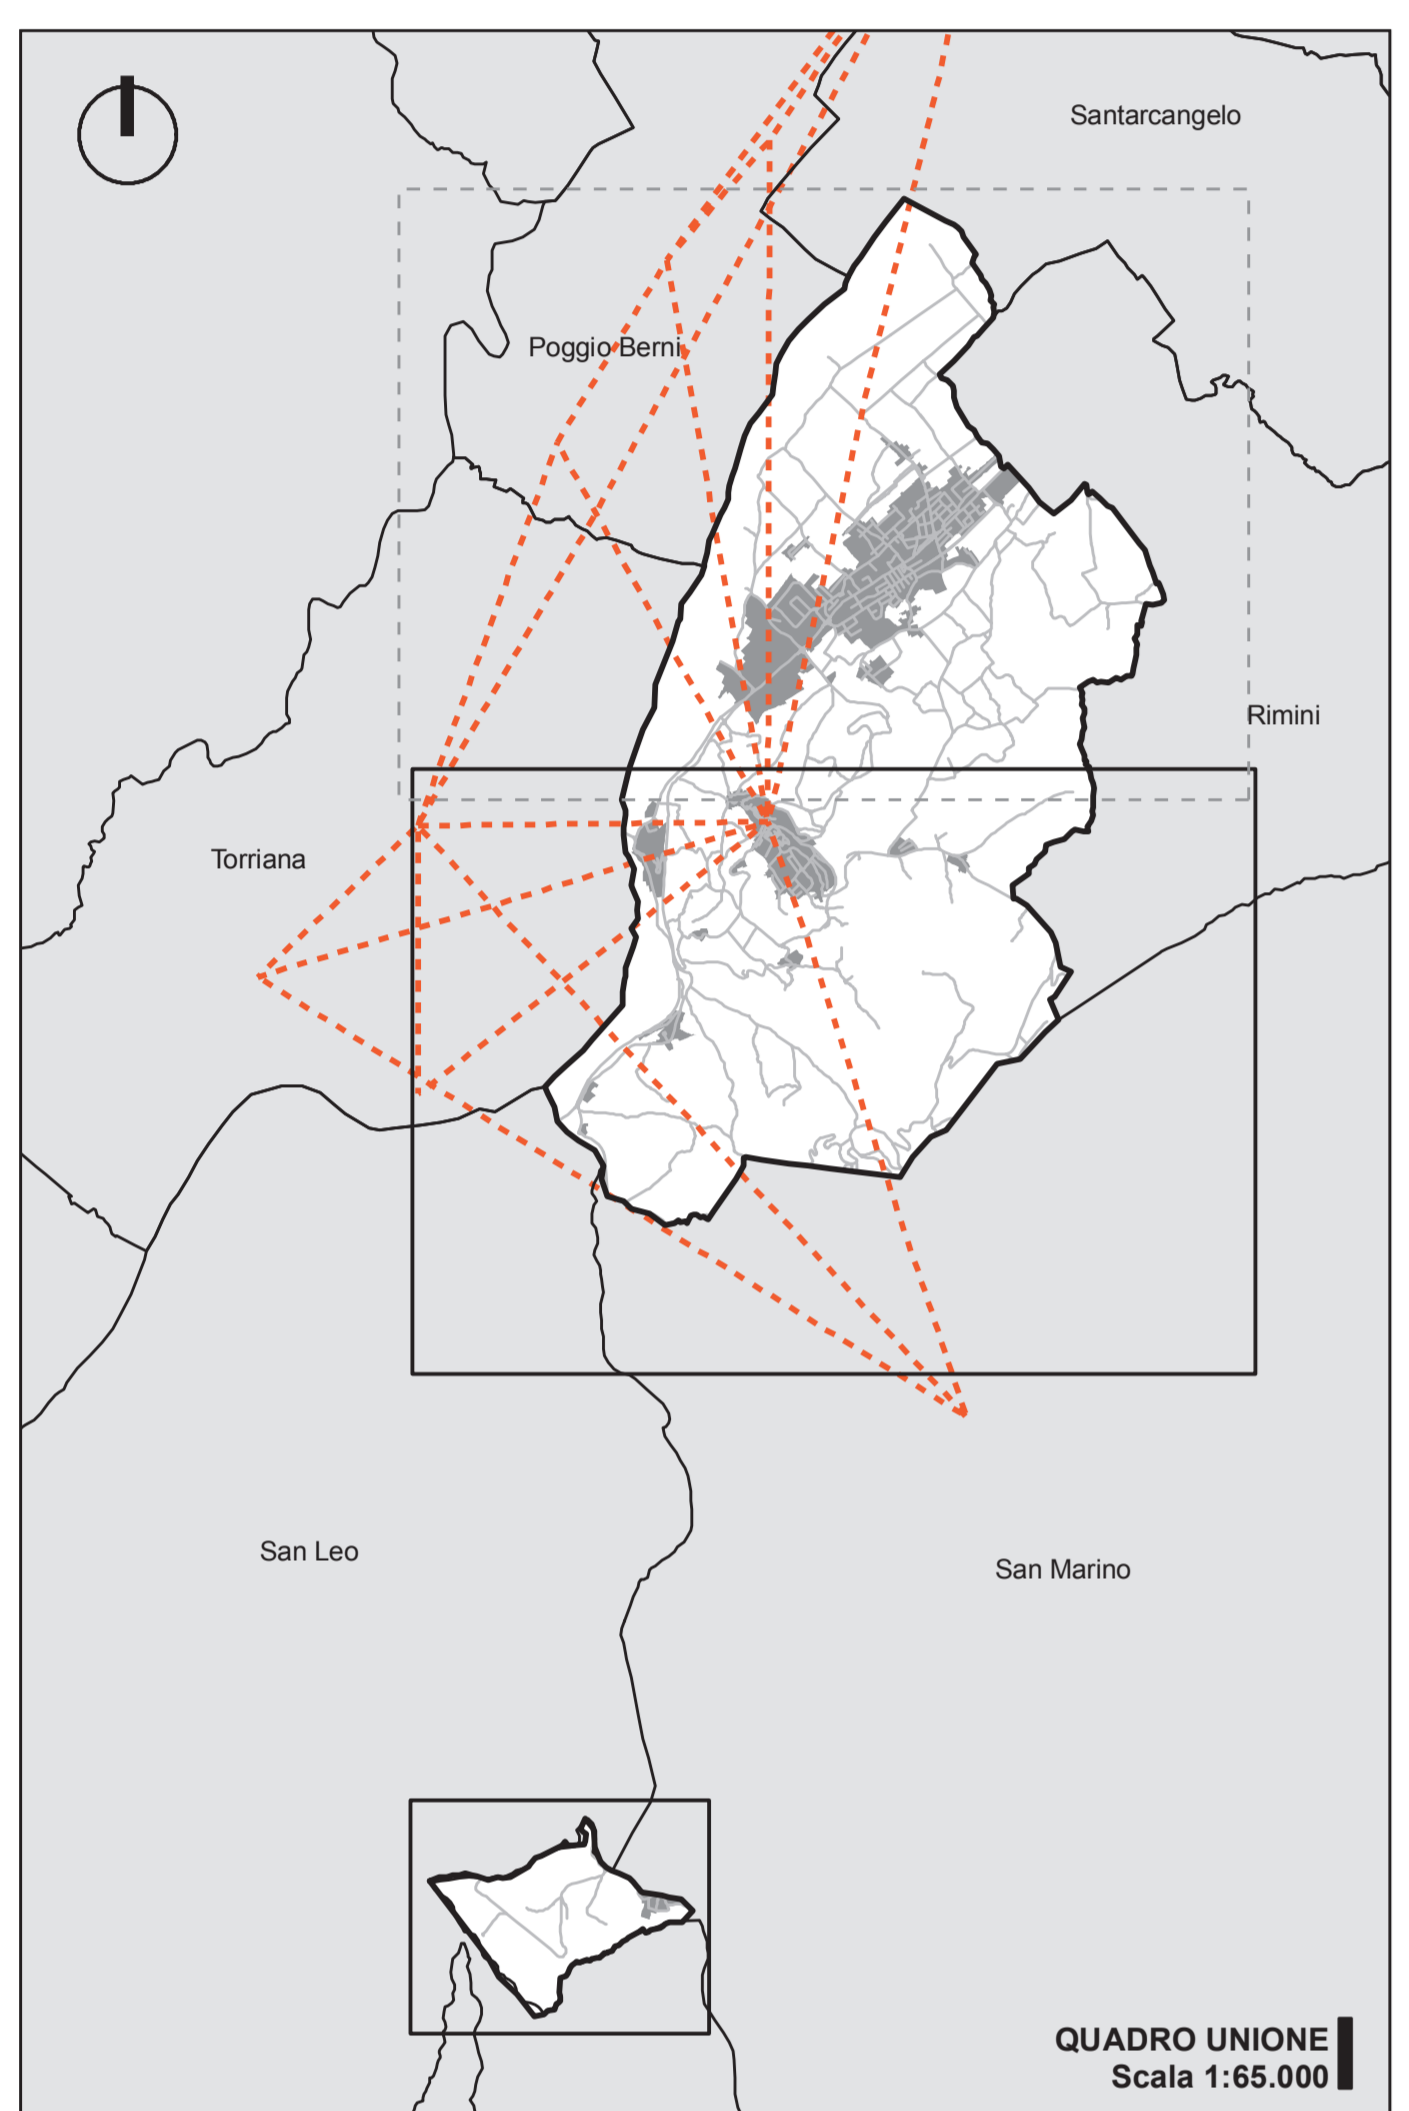 Santarcangelo
Poggio Berni
Rimini
Torriana
San Leo
San Marino
QUADRO UNIONE
Scala 1:65.000